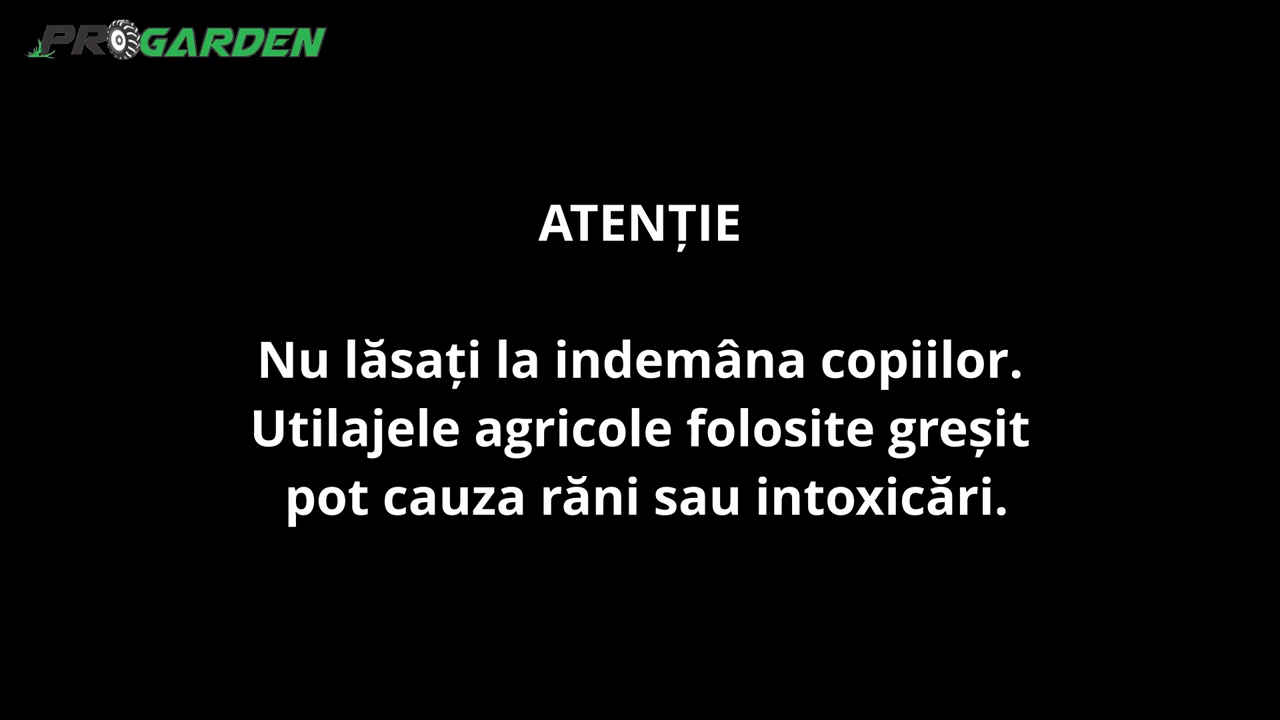 PROGARDEN
ATENȚIE
Nu lăsați la indemâna copiilor.
Utilajele agricole folosite greșit
pot cauza răni sau intoxicări.